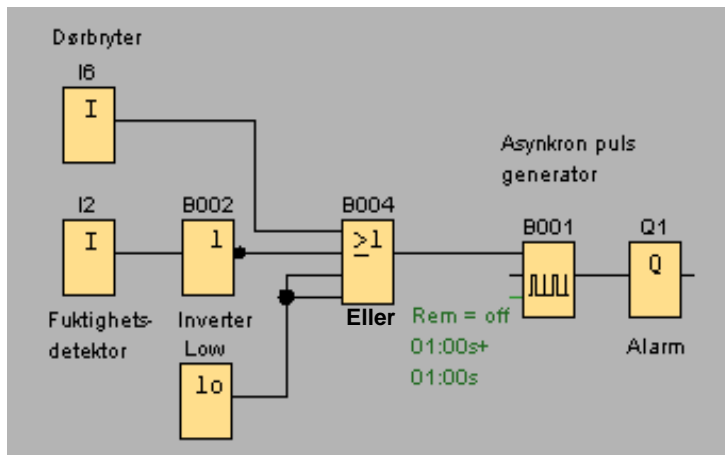 Dørbryter
I6
I
Asynkron puls
generator
I2
B002
B004
B001
Q1
I
1
≥1
Q
Eller
Rem = off
Fuktighets-
detektor
Inverter
Low
01:00s+
01:00s
Alarm
lo